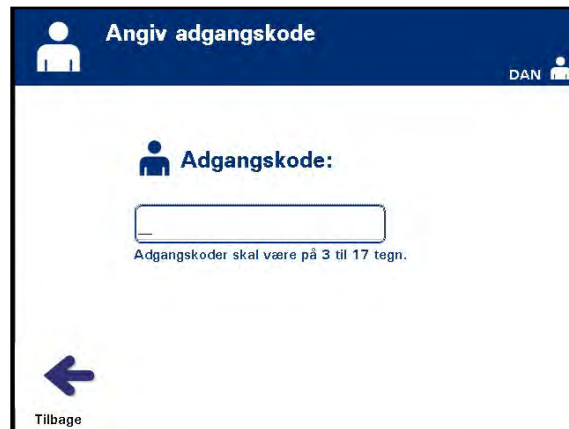 Angiv adgangskode
DAN
Adgangskode:
Adgangskoder skal være på 3 til 17 tegn.
Tilbage